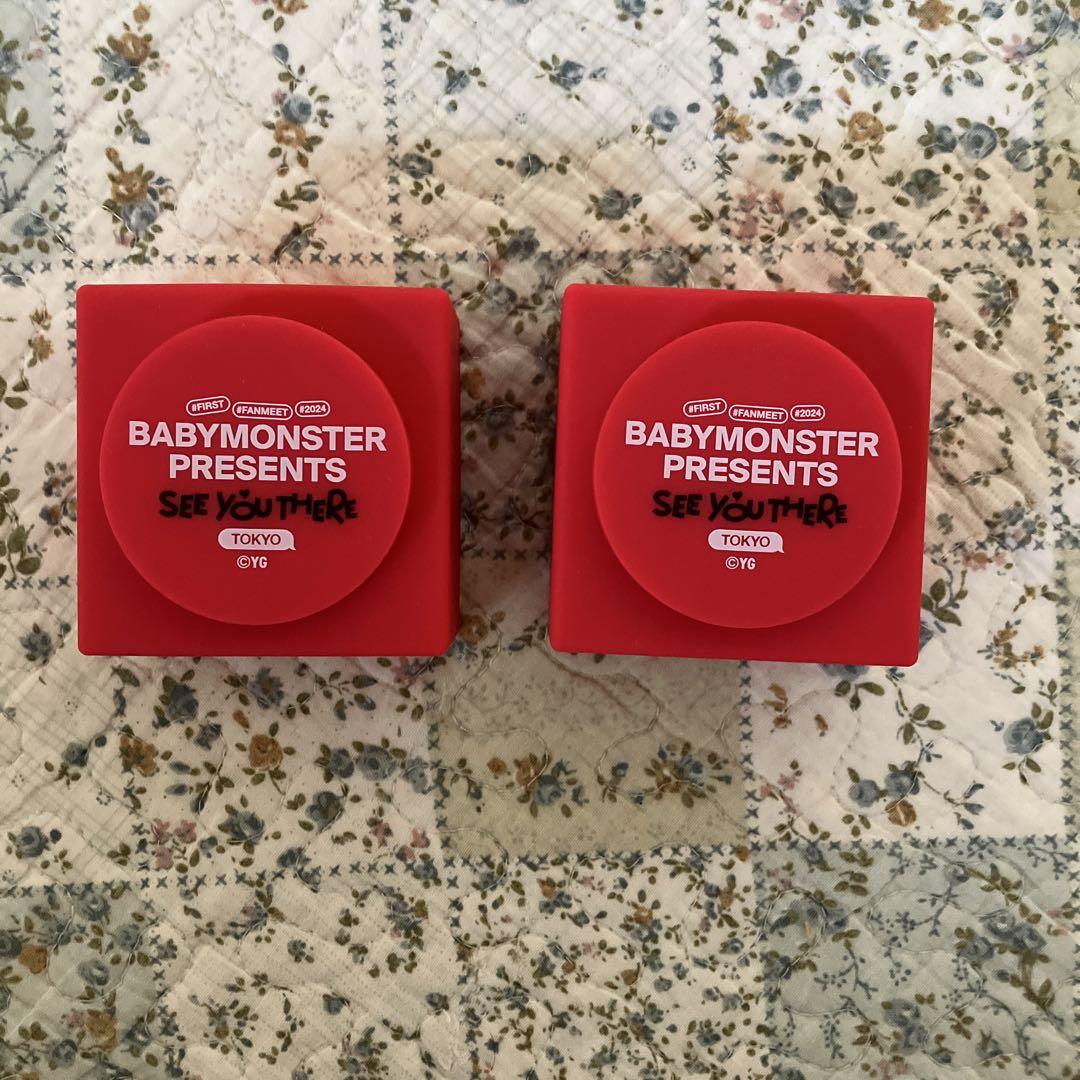 #FIRST #FANMEET #2024
BABYMONSTER
PRESENTS
SEE YOU THERE
TOKYO
©YG
#FIRST #FANMEET #2024
BABYMONSTER
PRESENTS
SEE YOU THERE
TOKYO
©YG